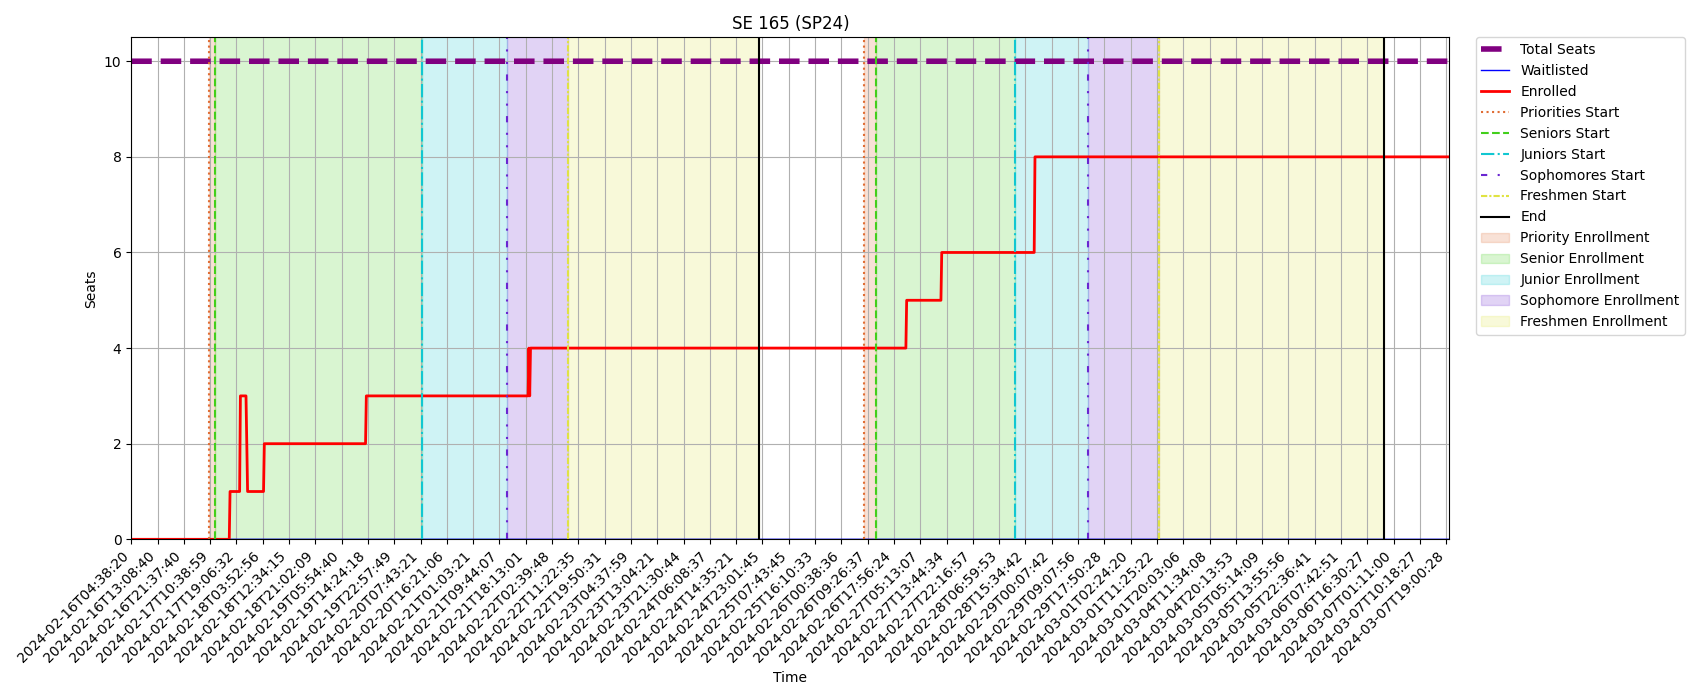 SE 165 (SP24)
Seats
10
8
6
4
2
0
2024-02-16T04:38:20
2024-02-16T13:08:40
2024-02-16T21:37:40
2024-02-17T10:38:59
2024-02-17T19:06:32
2024-02-18T03:52:56
2024-02-18T12:34:15
2024-02-18T21:02:09
2024-02-19T05:54:40
2024-02-19T14:24:18
2024-02-19T22:57:49
2024-02-20T07:43:21
2024-02-20T16:21:06
2024-02-21T01:03:21
2024-02-21T09:44:07
2024-02-21T18:13:01
2024-02-22T02:39:48
2024-02-22T11:22:35
2024-02-22T19:50:31
2024-02-23T04:37:59
2024-02-23T13:04:21
2024-02-23T21:30:44
2024-02-24T06:08:37
2024-02-24T14:35:21
2024-02-24T23:01:45
2024-02-25T07:43:45
2024-02-25T16:10:33
2024-02-26T00:38:36
2024-02-26T09:26:37
2024-02-26T17:56:24
2024-02-27T05:13:07
2024-02-27T13:44:34
2024-02-27T22:16:57
2024-02-28T06:59:53
2024-02-28T15:34:42
2024-02-29T00:07:42
2024-02-29T09:07:56
2024-02-29T17:50:28
2024-03-01T02:24:20
2024-03-01T11:25:22
2024-03-01T20:03:06
2024-03-04T11:34:08
2024-03-04T20:13:53
2024-03-05T05:14:09
2024-03-05T13:55:56
2024-03-05T22:36:41
2024-03-06T07:42:51
2024-03-06T16:30:27
2024-03-07T01:11:00
2024-03-07T10:18:27
2024-03-07T19:00:28
Time
Total Seats
Waitlisted
Enrolled
Priorities Start
Seniors Start
Juniors Start
Sophomores Start
Freshmen Start
End
Priority Enrollment
Senior Enrollment
Junior Enrollment
Sophomore Enrollment
Freshmen Enrollment